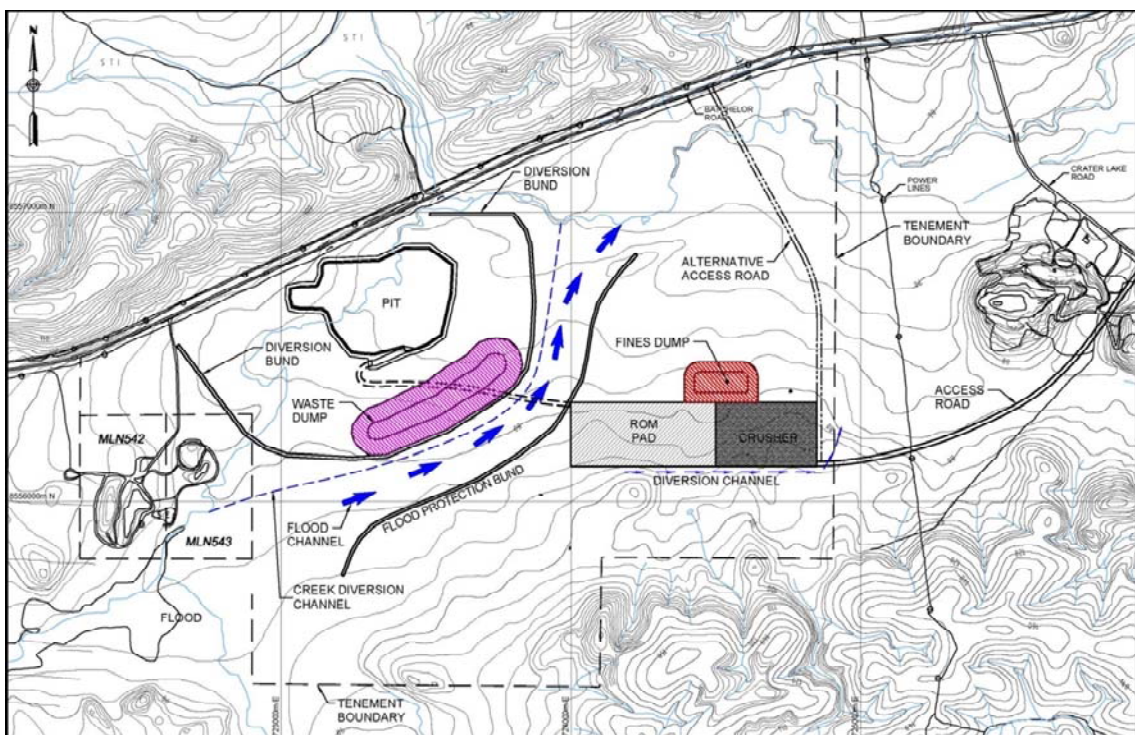 N
BATCHELOR
ROAD
DIVERSION
BUND
CRATER LAKE
ROAD
POWER
LINES
TENEMENT
BOUNDARY
ALTERNATIVE
ACCESS ROAD
PIT
DIVERSION
BUND
FINES DUMP
WASTE
DUMP
ACCESS
ROAD
ROM
PAD
CRUSHER
MLN542
DIVERSION CHANNEL
8556000m N
FLOOD
CHANNEL
FLOOD PROTECTION BUND
MLN543
CREEK DIVERSION
CHANNEL
FLOOD
TENEMENT
BOUNDARY